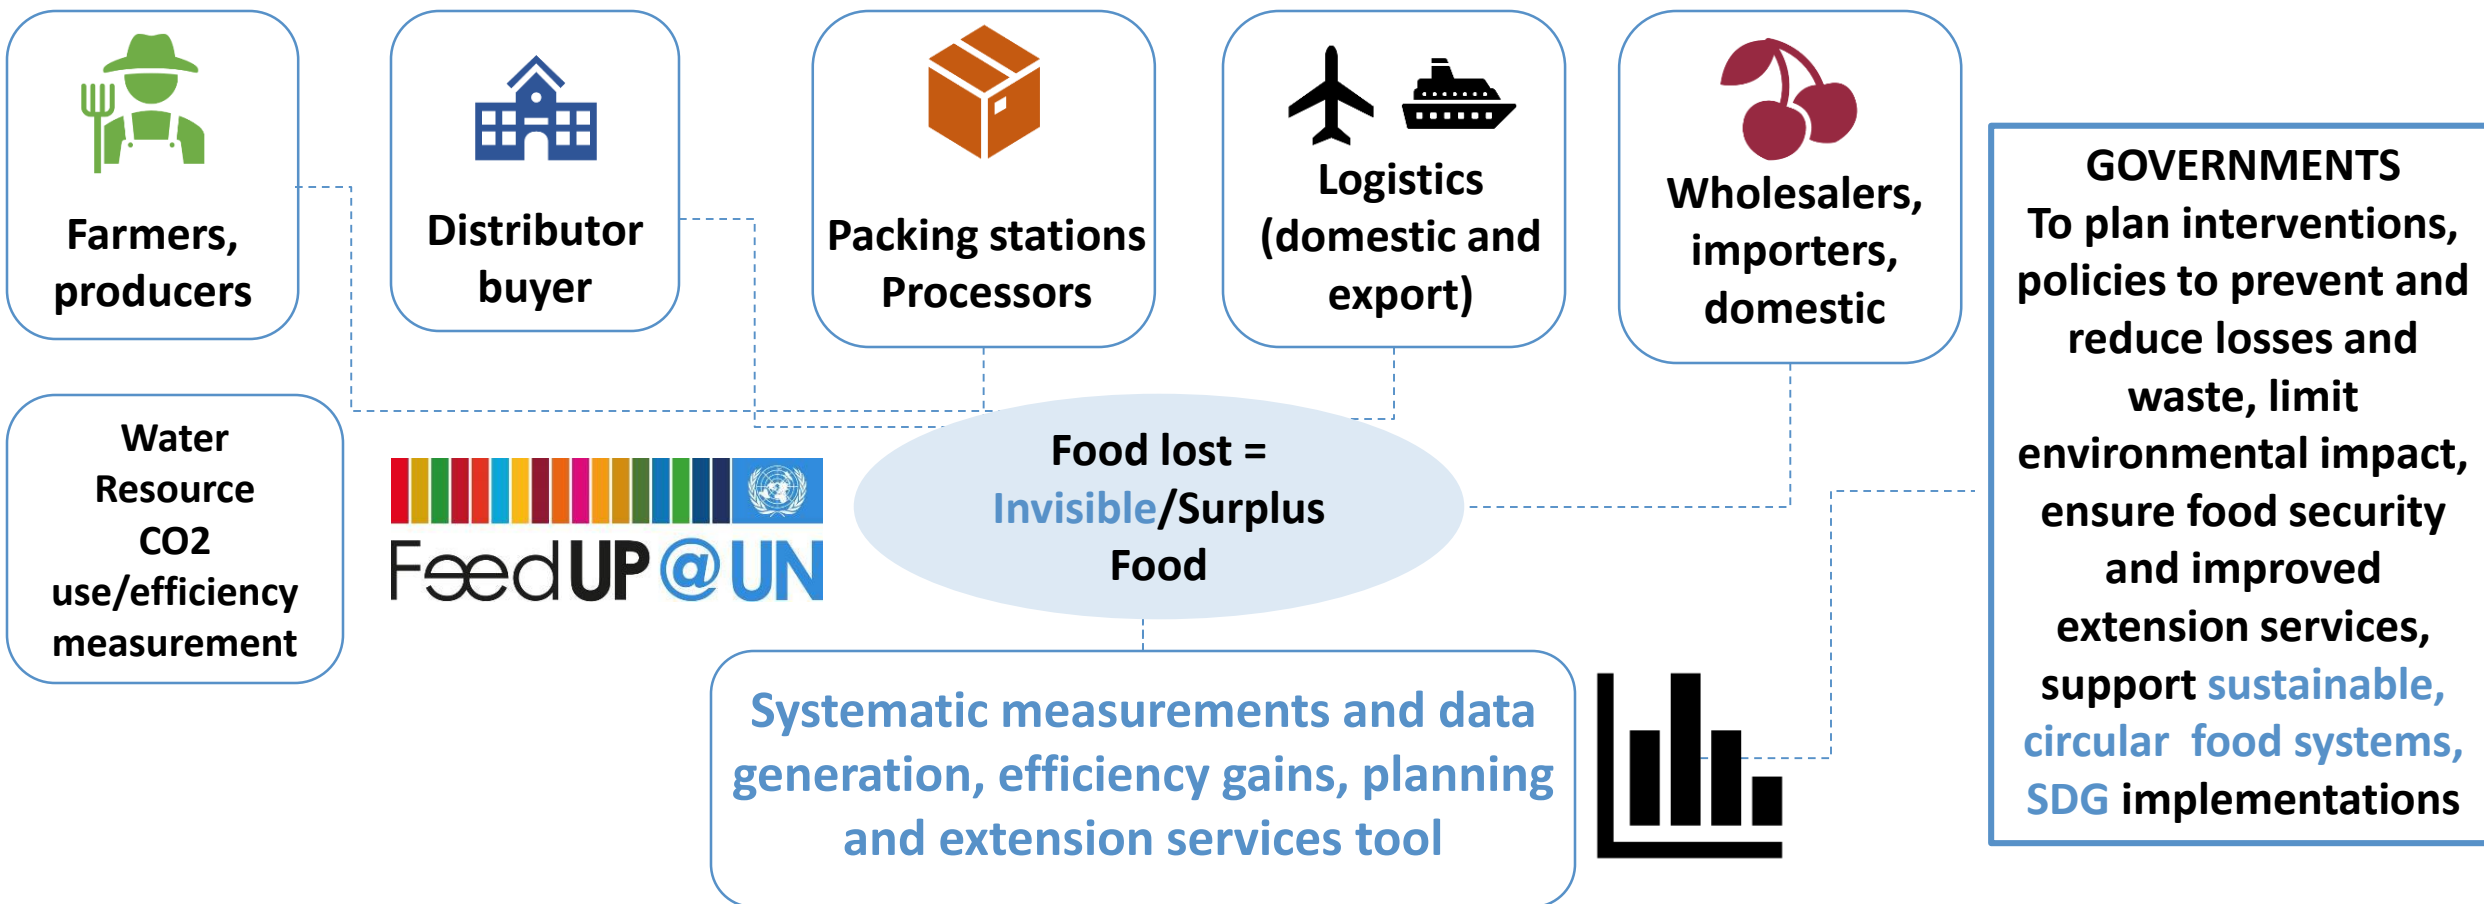 Farmers,
producers
Distributor
buyer
Packing stations
Processors
Logistics
(domestic and
export)
Wholesalers,
importers,
domestic
GOVERNMENTS
To plan interventions,
policies to prevent and
reduce losses and
waste, limit
environmental impact,
ensure food security
and improved
extension services,
support sustainable,
circular food systems,
SDG implementations
Water
Resource
CO2
use/efficiency
measurement
FeedUP@UN
Food lost =
Invisible/Surplus
Food
Systematic measurements and data
generation, efficiency gains, planning
and extension services tool